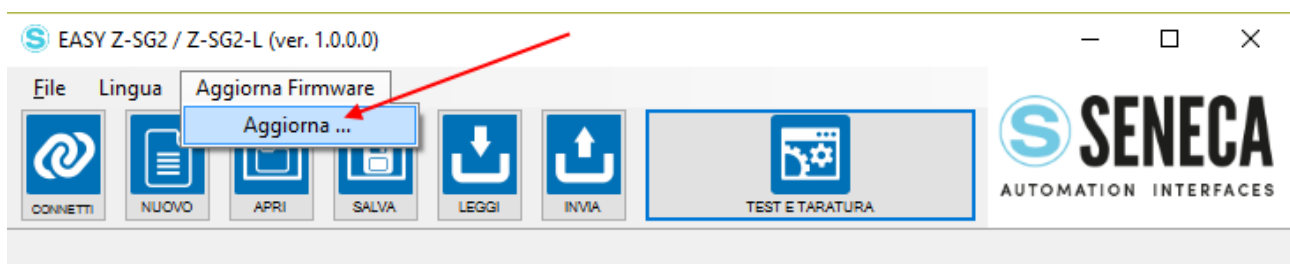 S EASY Z-SG2 / Z-SG2-L (ver. 1.0.0.0)
File Lingua Aggiorna Firmware
Aggiorna ...
CONNETTI NUOVO APRI SALVA LEGGI INVIA TEST E TARATURA
S SENECA
AUTOMATION INTERFACES